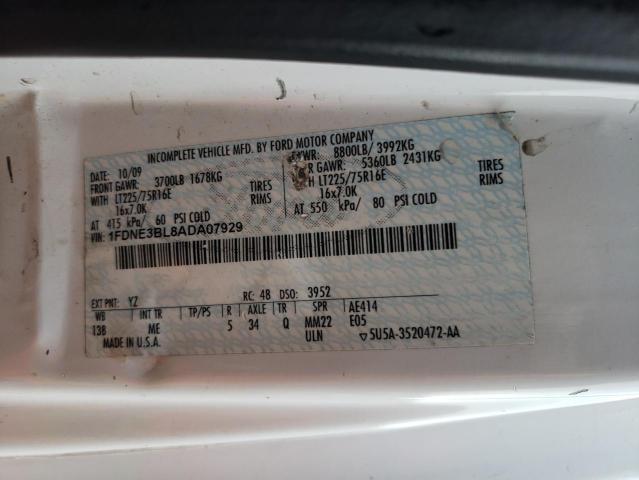 INCOMPLETE VEHICLE MFD. BY FORD MOTOR COMPANY
DATE: 10/09
FRONT GAWR: 3700LB 1678KG
WITH LT225/75R16E TIRES
16x7.0K RIMS
AT 415 kPa/ 60 PSI COLD
8800LB/ 3992KG
GAWR: 5360LB 2431KG
LT225/75R16E TIRES
16x7.0K RIMS
AT 550 kPa/ 80 PSI COLD
VIN: 1FDNE3BL8ADA07929
EXT PNT: YZ RC: 48 DSO: 3952
WB INT TR TP/PS R AXLE TR SPR AE414
138 ME 5 34 Q MM22 E05
MADE IN U.S.A. ULN ▽5U5A-3520472-AA